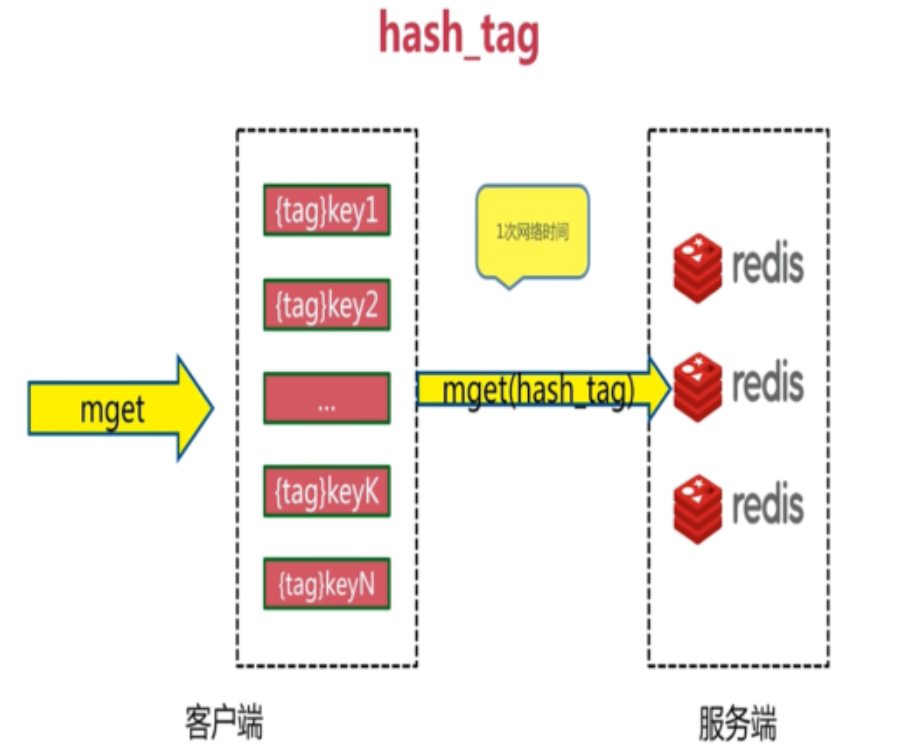 hash_tag
{tag}key1
{tag}key2
...
{tag}keyK
{tag}keyN
mget
1次网络时间
mget(hash_tag)
redis
redis
redis
客户端
服务端